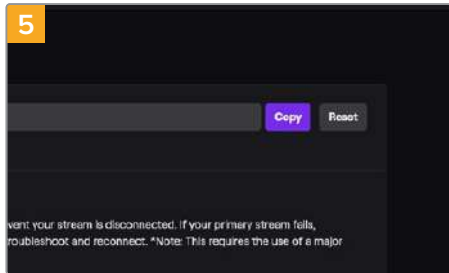 5
Copy Reset
vent your stream is disconnected. If your primary stream fails,
roubleshoot and reconnect. *Note: This requires the use of a major